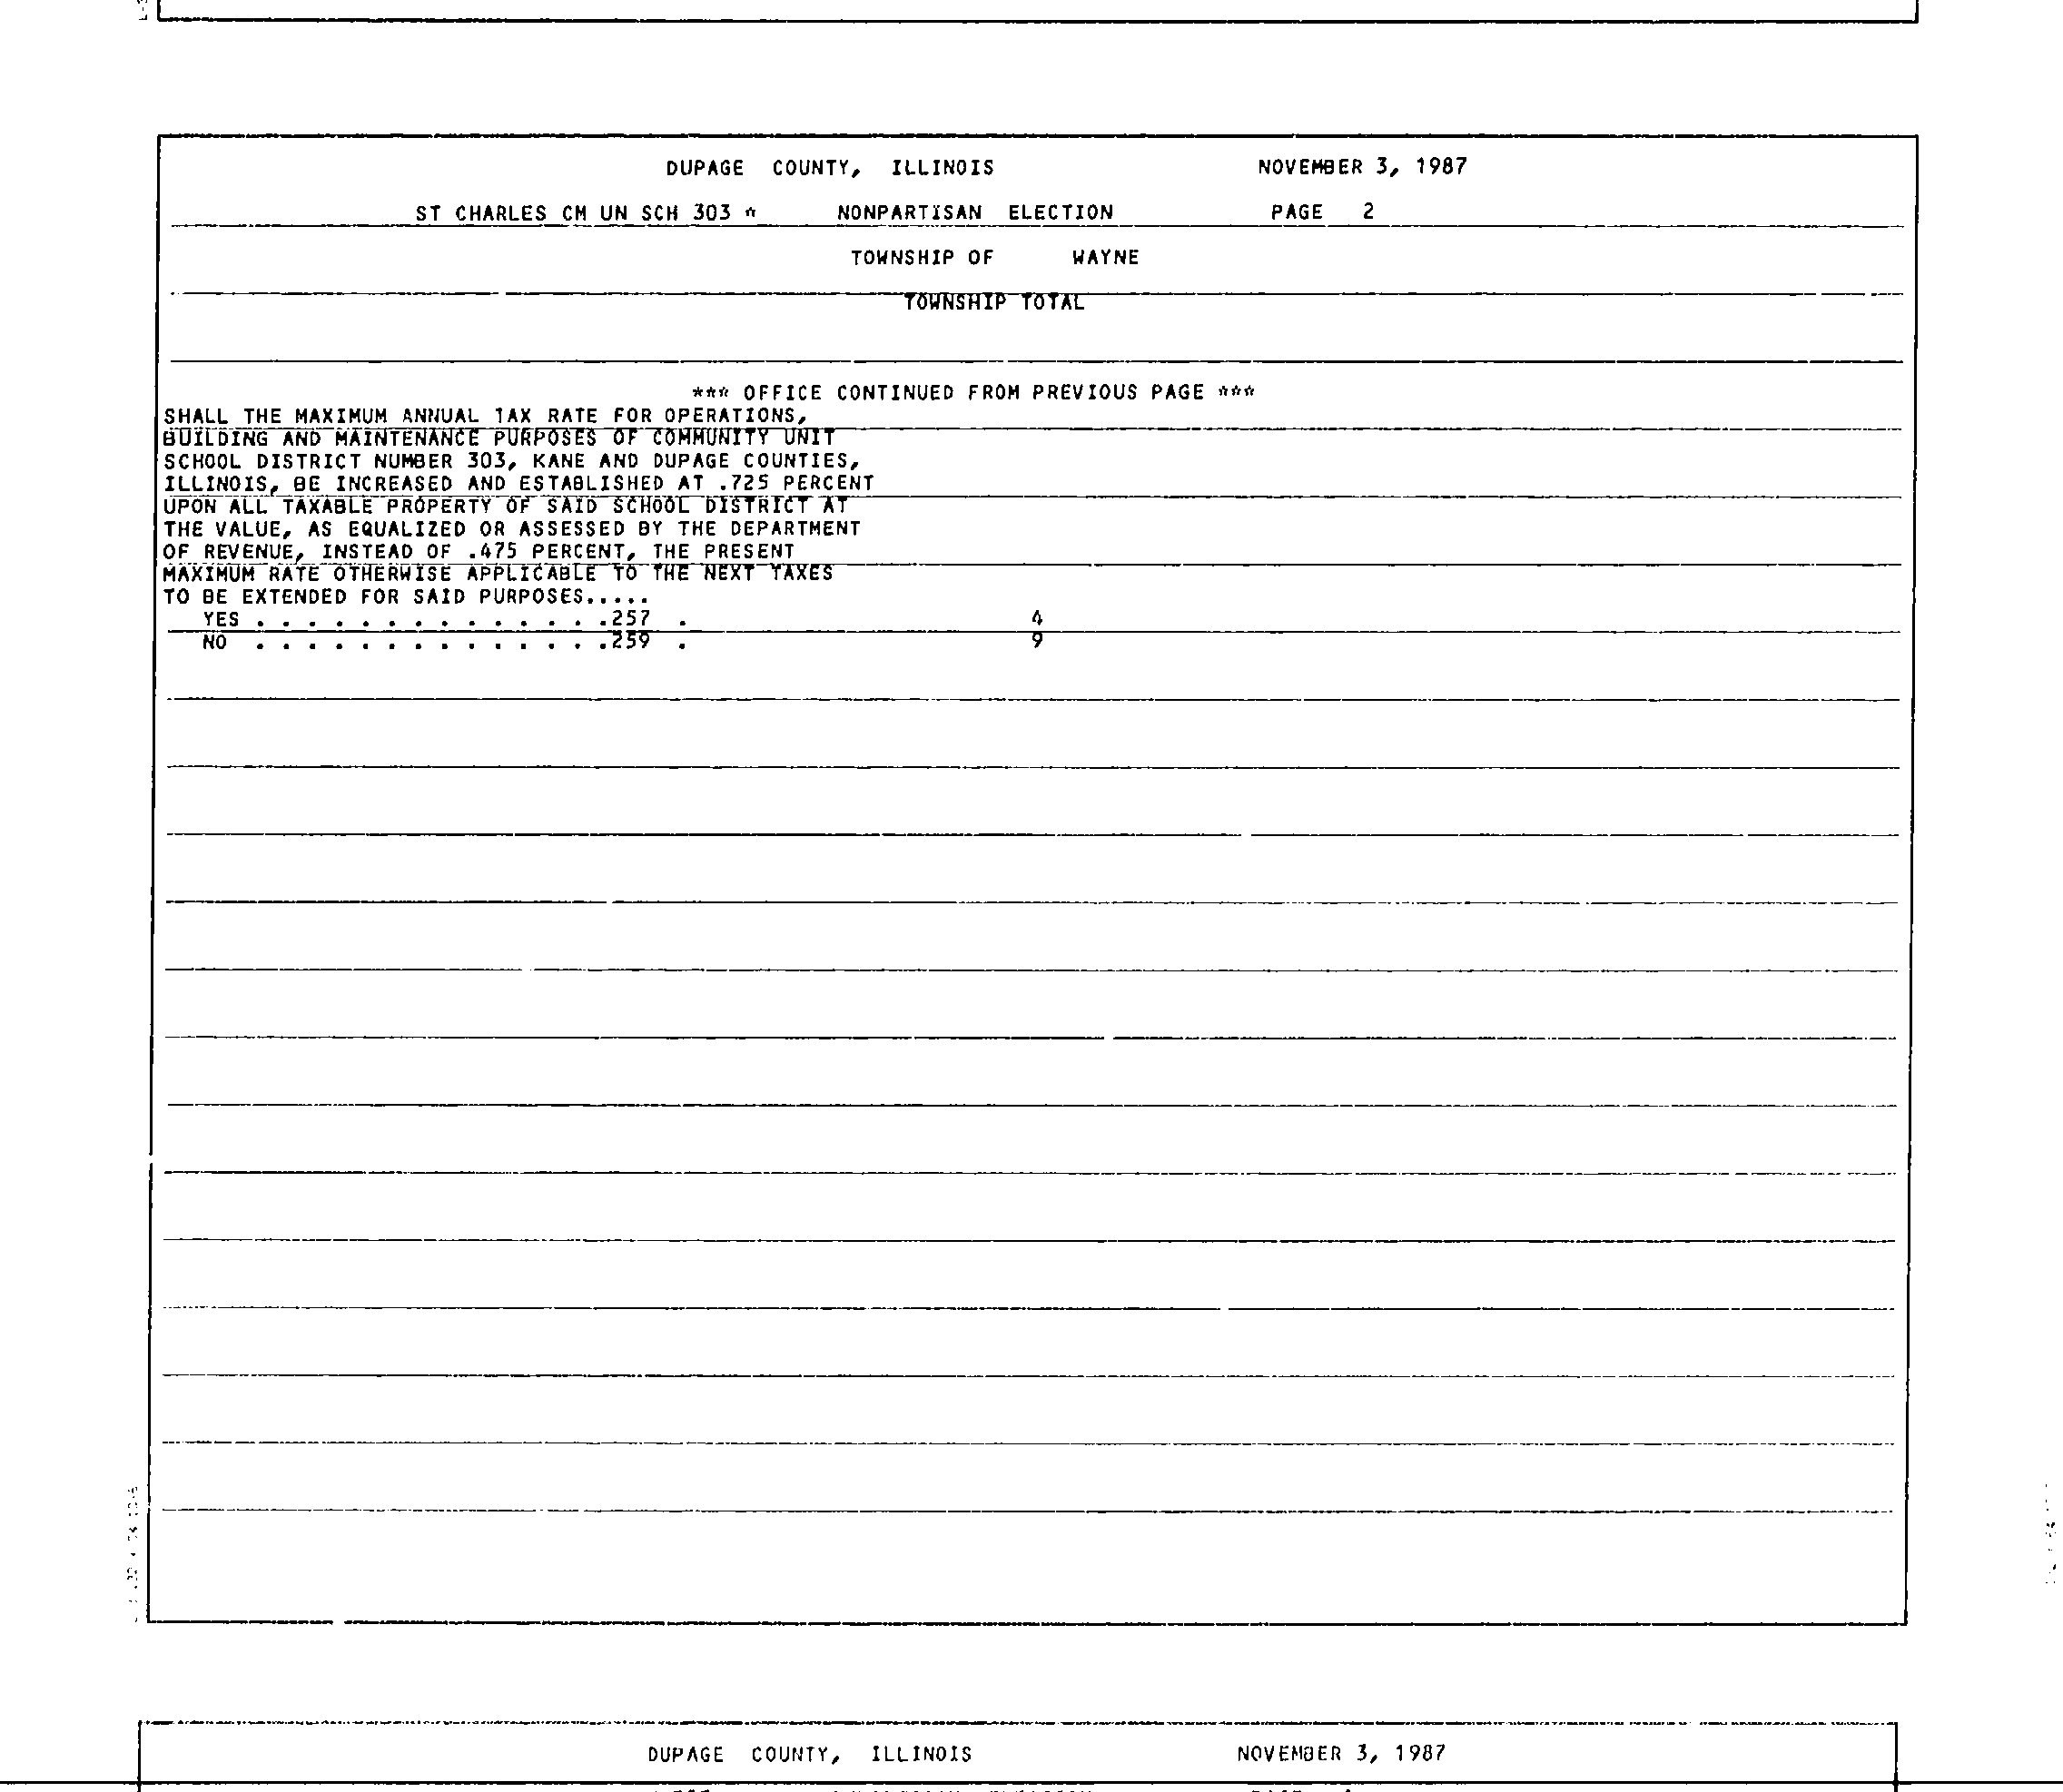 DUPAGE COUNTY, ILLINOIS NOVEMBER 3, 1987
ST CHARLES CM UN SCH 303 * NONPARTISAN ELECTION PAGE 2
TOWNSHIP OF WAYNE
TOWNSHIP TOTAL
*** OFFICE CONTINUED FROM PREVIOUS PAGE ***
SHALL THE MAXIMUM ANNUAL TAX RATE FOR OPERATIONS,
BUILDING AND MAINTENANCE PURPOSES OF COMMUNITY UNIT
SCHOOL DISTRICT NUMBER 303, KANE AND DUPAGE COUNTIES,
ILLINOIS, BE INCREASED AND ESTABLISHED AT .725 PERCENT
UPON ALL TAXABLE PROPERTY OF SAID SCHOOL DISTRICT AT
THE VALUE, AS EQUALIZED OR ASSESSED BY THE DEPARTMENT
OF REVENUE, INSTEAD OF .475 PERCENT, THE PRESENT
MAXIMUM RATE OTHERWISE APPLICABLE TO THE NEXT TAXES
TO BE EXTENDED FOR SAID PURPOSES.....
YES . . . . . . . . . . . . . .257 . 4
NO . . . . . . . . . . . . . .259 . 9
DUPAGE COUNTY, ILLINOIS NOVEMBER 3, 1987